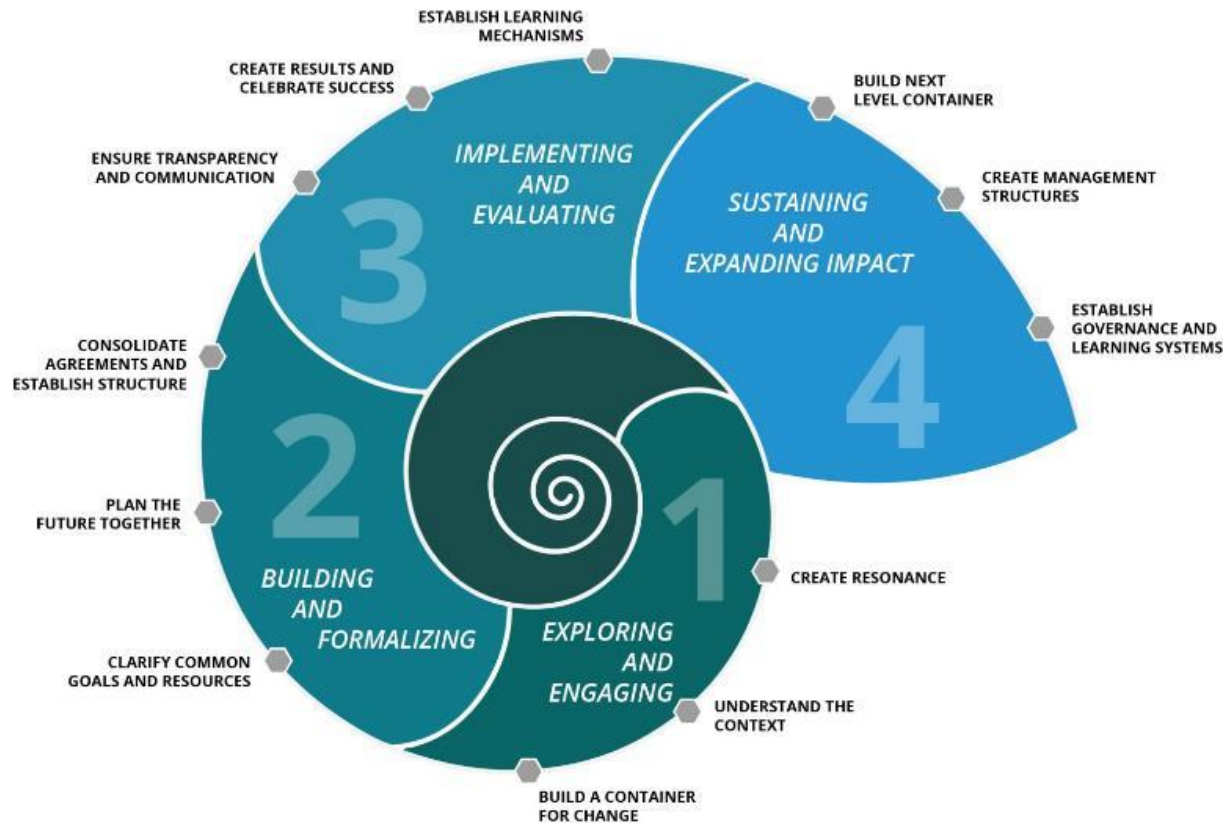 ESTABLISH LEARNING
MECHANISMS
CREATE RESULTS AND
CELEBRATE SUCCESS
BUILD NEXT
LEVEL CONTAINER
ENSURE TRANSPARENCY
AND COMMUNICATION
IMPLEMENTING
AND
EVALUATING
3
CREATE MANAGEMENT
STRUCTURES
SUSTAINING
AND
EXPANDING IMPACT
4
ESTABLISH
GOVERNANCE AND
LEARNING SYSTEMS
CONSOLIDATE
AGREEMENTS AND
ESTABLISH STRUCTURE
2
PLAN THE
FUTURE TOGETHER
BUILDING
AND
FORMALIZING
CLARIFY COMMON
GOALS AND RESOURCES
1
CREATE RESONANCE
EXPLORING
AND
ENGAGING
UNDERSTAND THE
CONTEXT
BUILD A CONTAINER
FOR CHANGE